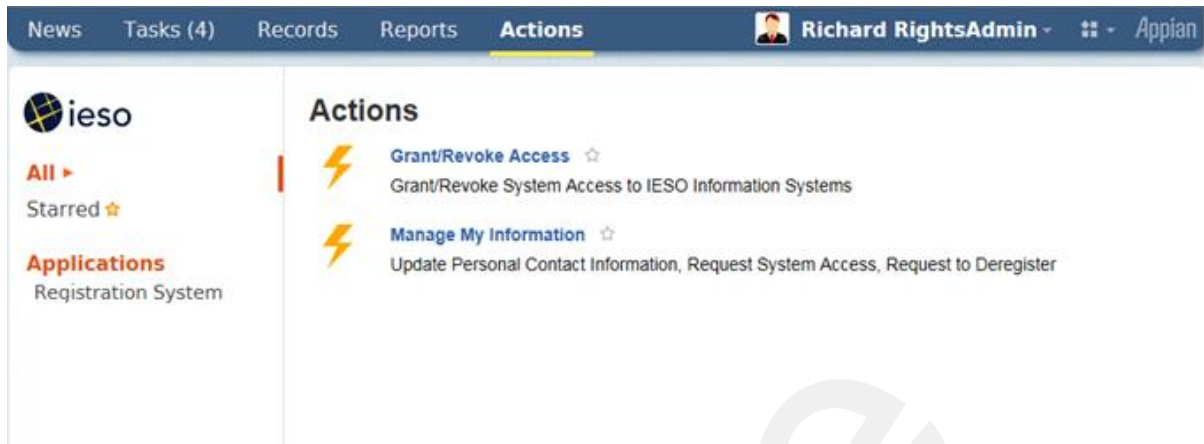 News Tasks (4) Records Reports Actions Richard RightsAdmin Appian
ieso
All
Starred
Applications
Registration System
Actions
Grant/Revoke Access
Grant/Revoke System Access to IESO Information Systems
Manage My Information
Update Personal Contact Information, Request System Access, Request to Deregister